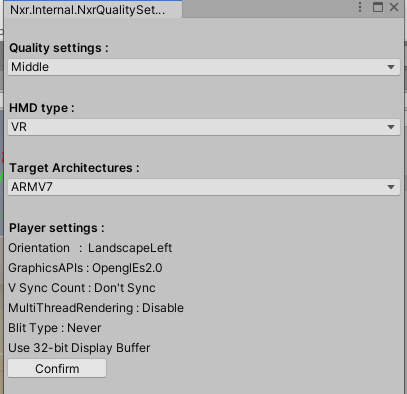 Nxr.Internal.NxrQualitySet...
Quality settings :
Middle
HMD type :
VR
Target Architectures :
ARMV7
Player settings :
Orientation : LandscapeLeft
GraphicsAPIs : OpenglEs2.0
V Sync Count : Don't Sync
MultiThreadRendering : Disable
Blit Type : Never
Use 32-bit Display Buffer
Confirm